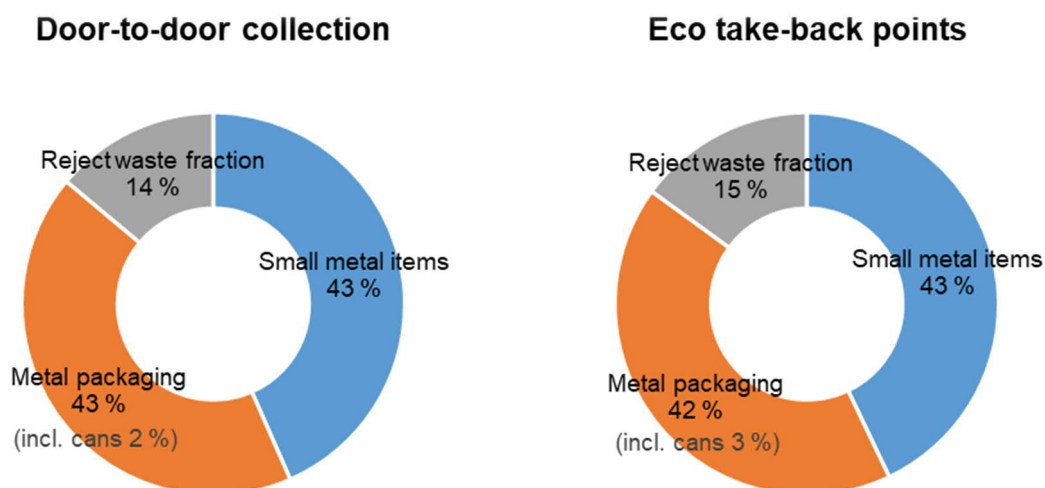 Door-to-door collection
Reject waste fraction
14 %
Small metal items
43 %
Metal packaging
43 %
(incl. cans 2 %)
Eco take-back points
Reject waste fraction
15 %
Small metal items
43 %
Metal packaging
42 %
(incl. cans 3 %)